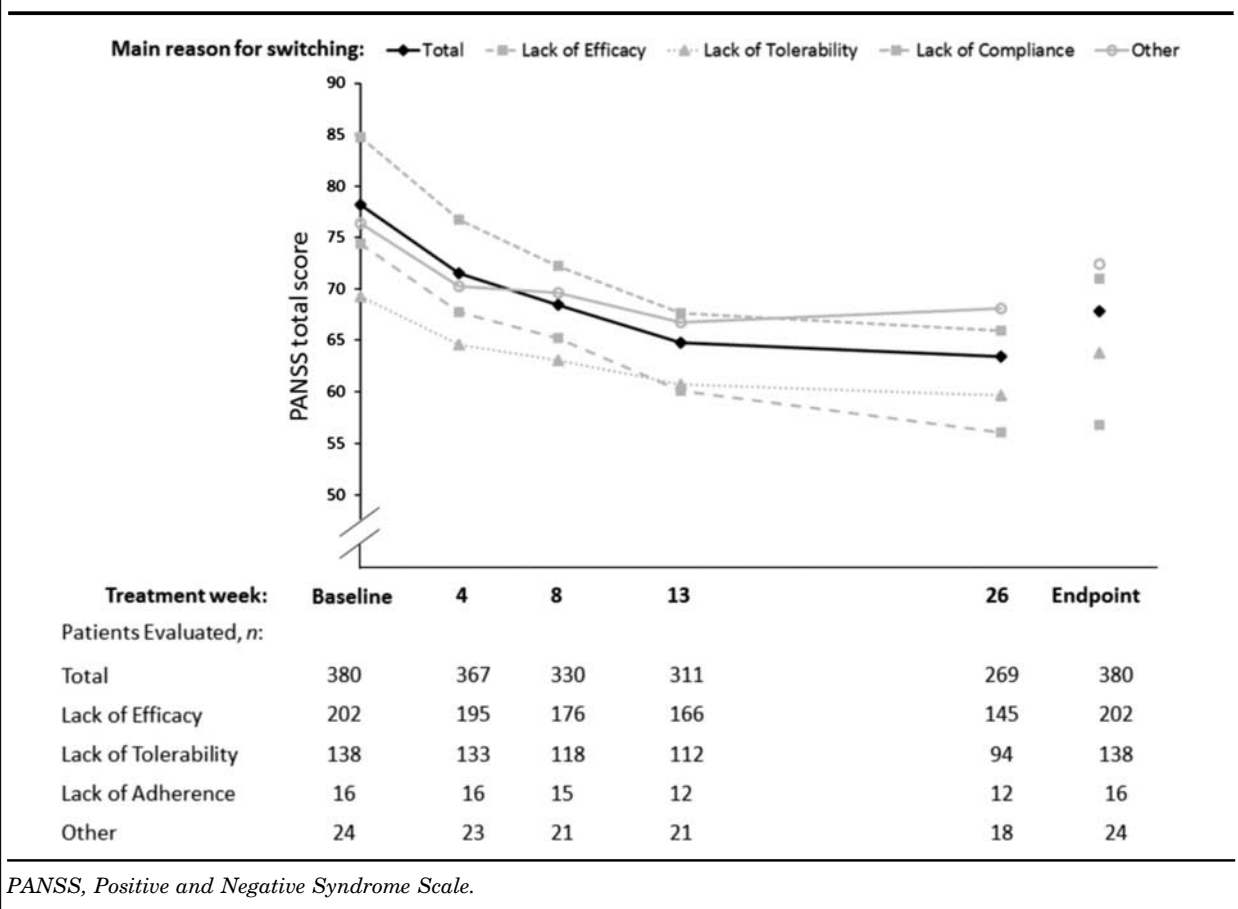 Main reason for switching: Total Lack of Efficacy Lack of Tolerability Lack of Compliance Other
90
85
80
75
70
65
60
55
50
PANSS total score
Treatment week: Baseline 4 8 13 26 Endpoint
Patients Evaluated, n:
Total 380 367 330 311 269 380
Lack of Efficacy 202 195 176 166 145 202
Lack of Tolerability 138 133 118 112 94 138
Lack of Adherence 16 16 15 12 12 16
Other 24 23 21 21 18 24
PANSS, Positive and Negative Syndrome Scale.